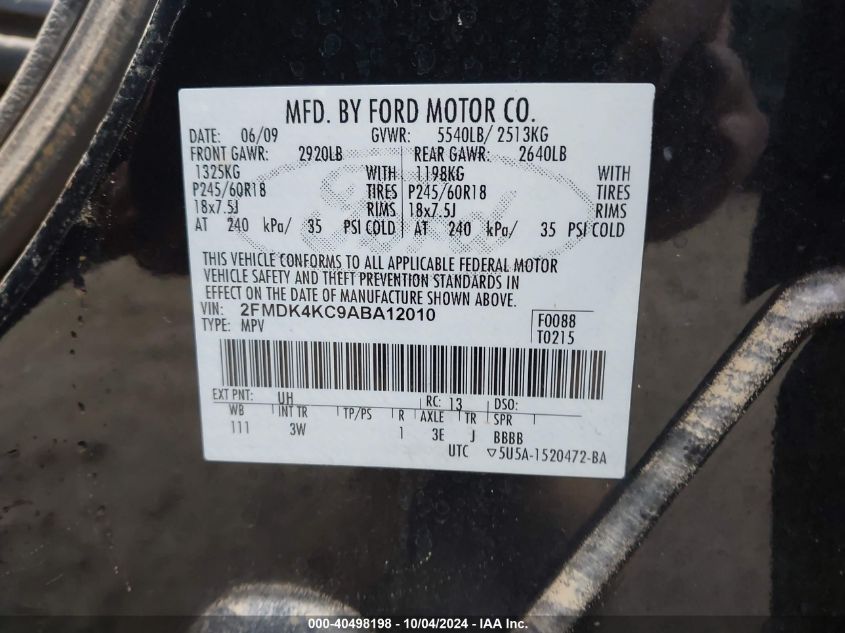 MFD. BY FORD MOTOR CO.
DATE: 06/09 GVWR: 5540LB/ 2513KG
FRONT GAWR: 2920LB REAR GAWR: 2640LB
1325KG WITH 1198KG WITH
P245/60R18 TIRES P245/60R18 TIRES
18x7.5J RIMS 18x7.5J RIMS
AT 240 kPa/ 35 PSI COLD AT 240 kPa/ 35 PSI COLD
THIS VEHICLE CONFORMS TO ALL APPLICABLE FEDERAL MOTOR
VEHICLE SAFETY AND THEFT PREVENTION STANDARDS IN
EFFECT ON THE DATE OF MANUFACTURE SHOWN ABOVE.
VIN: 2FMDK4KC9ABA12010 F0088
TYPE: MPV T0215
EXT PNT: UH RC: 13 DSO:
WB INT TR TP/PS R AXLE TR SPR
111 3W 1 3E J BBBB
UTC ▽5U5A-1520472-BA
Ford
000-40498198 - 10/04/2024 - IAA Inc.